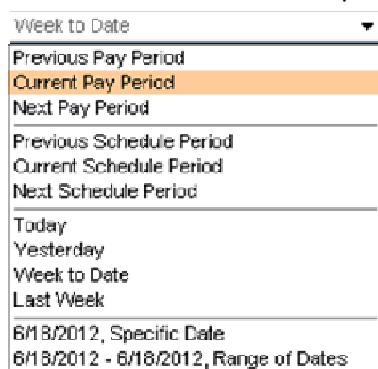 Week to Date
Previous Pay Period
Current Pay Period
Next Pay Period
Previous Schedule Period
Current Schedule Period
Next Schedule Period
Today
Yesterday
Week to Date
Last Week
6/18/2012, Specific Date
6/18/2012 - 6/18/2012, Range of Dates